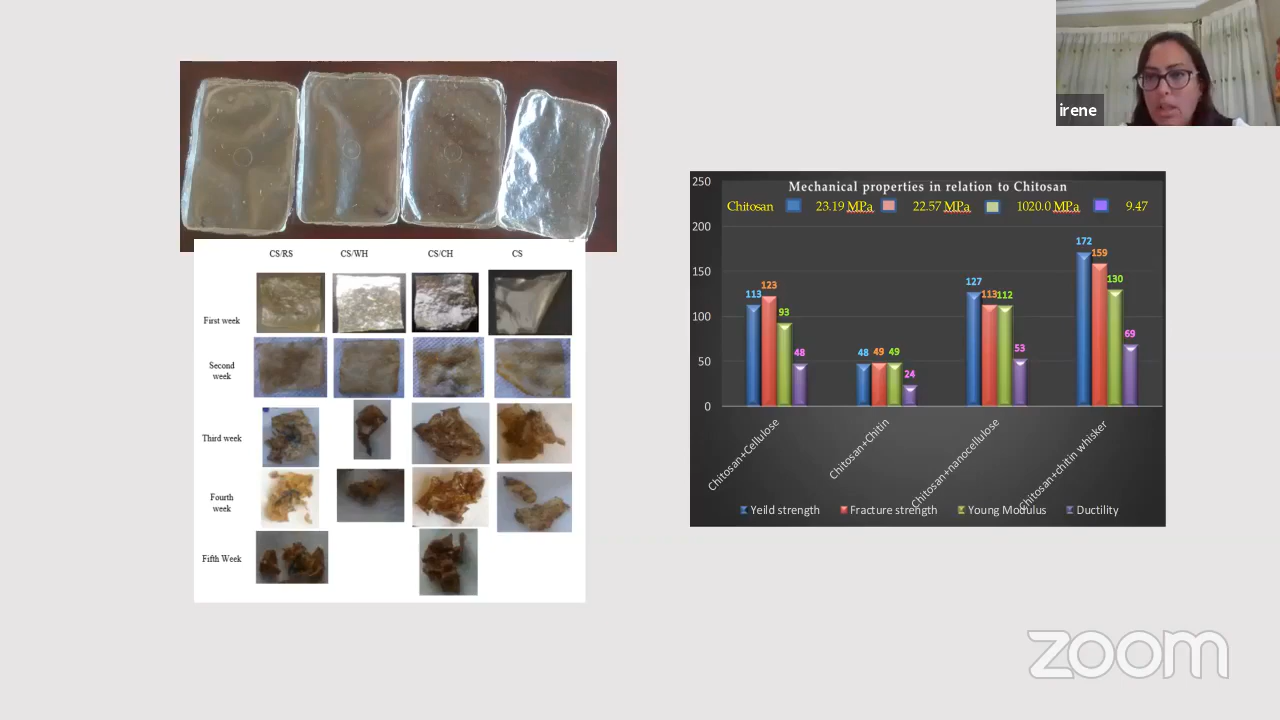 irene
CS/RS CS/WH CS/CH CS
First week
Second
week
Third week
Fourth
week
Fifth Week
Mechanical properties in relation to Chitosan
Chitosan 23.19 MPa 22.57 MPa 1020.0 MPa 9.47
250
200
150
100
50
0
113 123 93 48
48 49 49 24
127 113 112 53
172 159 130 69
Chitosan+Cellulose
Chitosan+Chitin
Chitosan+nanocellulose
Chitosan+chitin whisker
Yeild strength Fracture strength Young Modulus Ductility
zoom